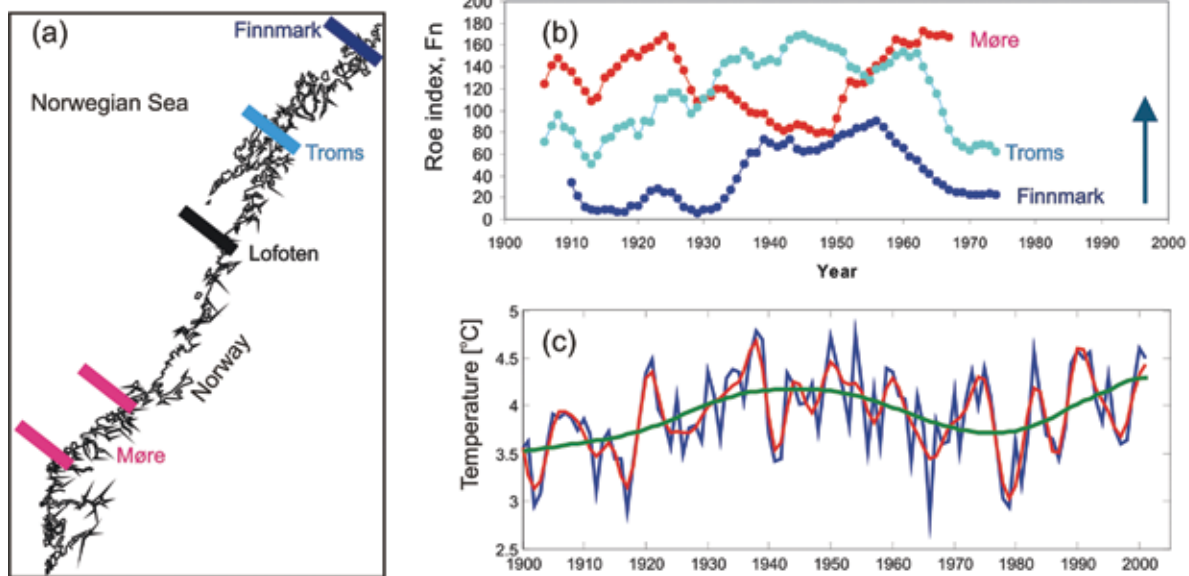 (a)
Finnmark
Norwegian Sea
Troms
Lofoten
Norway
Møre
(b)
Roe index, Fn
200
180
160
140
120
100
80
60
40
20
0
Møre
Troms
Finnmark
1900 1910 1920 1930 1940 1950 1960 1970 1980 1990 2000
Year
(c)
Temperature [°C]
5
4.5
4
3.5
3
2.5
1900 1910 1920 1930 1940 1950 1960 1970 1980 1990 2000